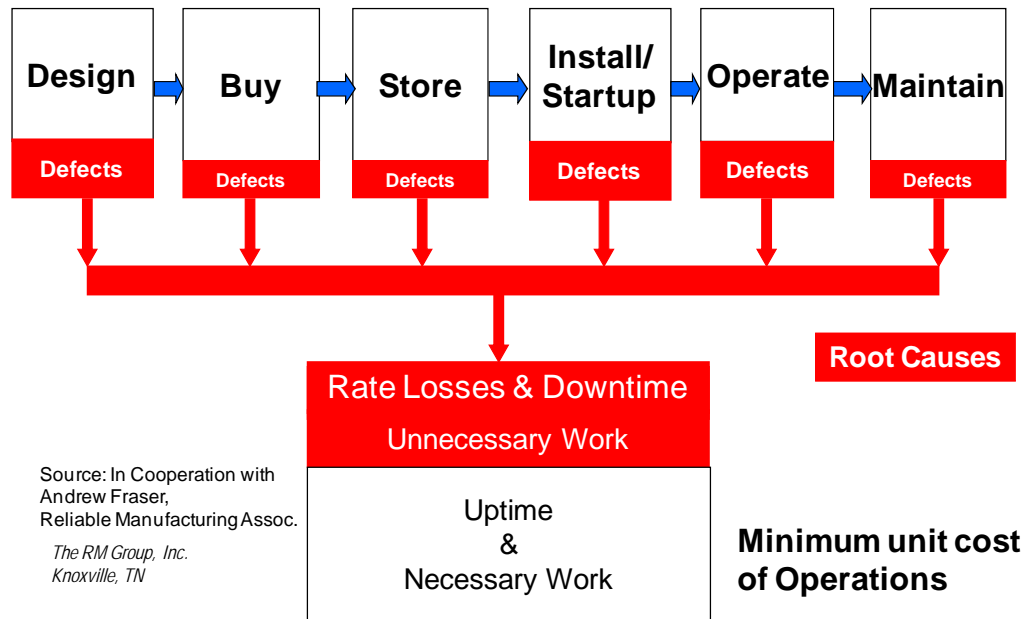 Design
Buy
Store
Install/
Startup
Operate
Maintain
Defects
Defects
Defects
Defects
Defects
Defects
Root Causes
Rate Losses & Downtime
Unnecessary Work
Source: In Cooperation with
Andrew Fraser,
Reliable Manufacturing Assoc.
The RM Group, Inc.
Knoxville, TN
Uptime
&
Necessary Work
Minimum unit cost
of Operations